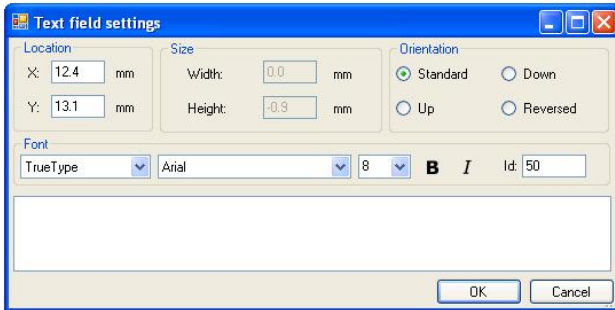 Text field settings
Location Size Orientation
X: 12.4 mm Width: 0.0 mm Standard Down
Y: 13.1 mm Height: -0.9 mm Up Reversed
Font
TrueType Arial 8 B I Id: 50
OK Cancel